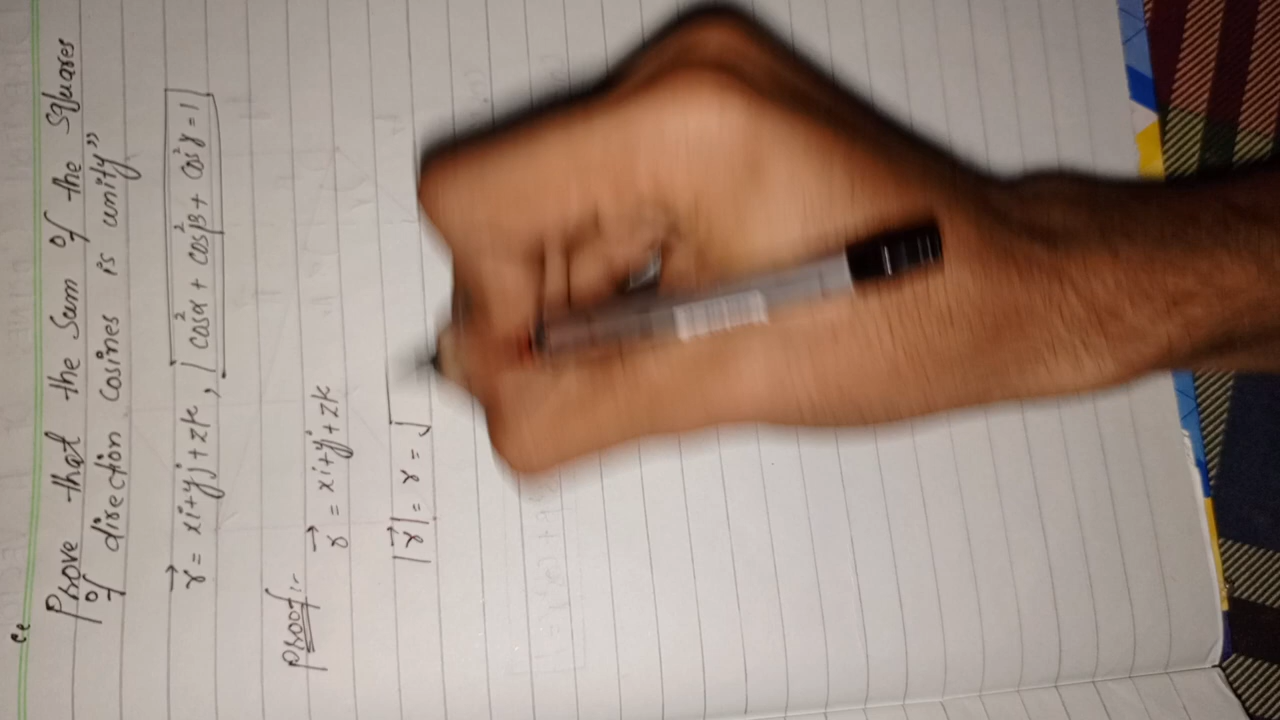 "Prove that the Sum of the Squares
of direction Cosines is unity"
r⃗ = xi+yj+zk, cos²α + cos²β + cos²γ = 1
Proof:-
r⃗ = xi+yj+zk
|r⃗| = r = √